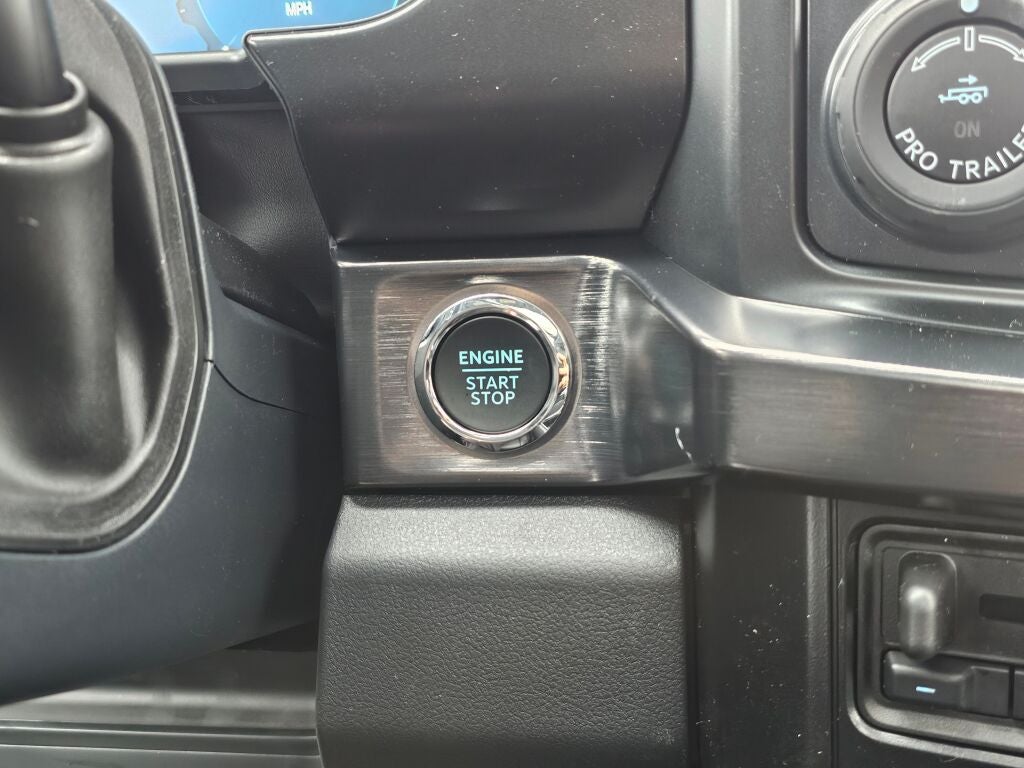 MPH
ON
PRO TRAILE
ENGINE
START
STOP